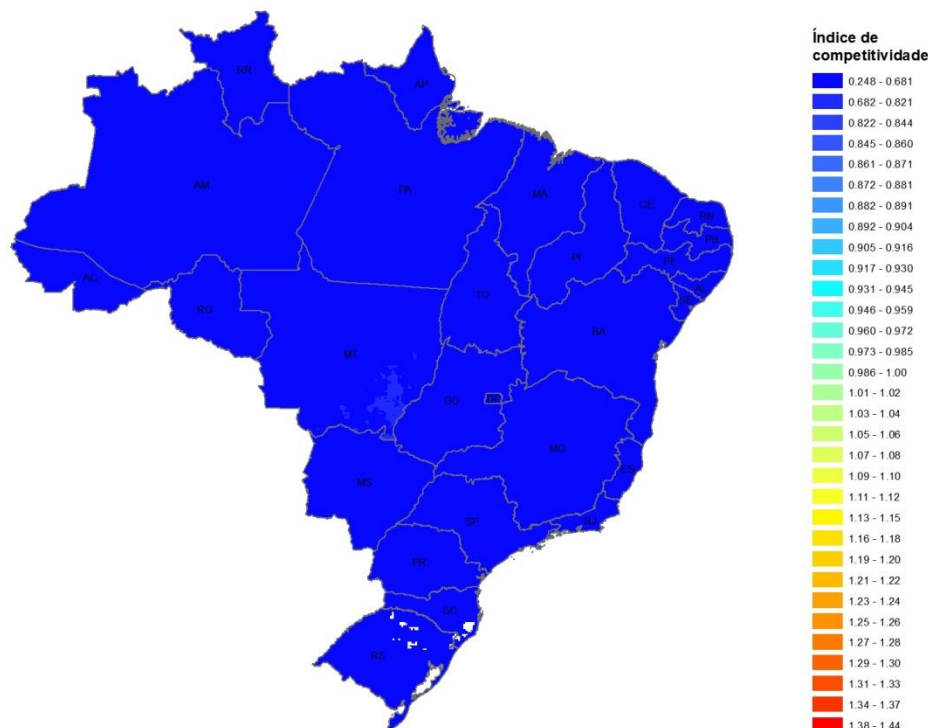 Índice de
competitividade
0.248 - 0.681
0.682 - 0.821
0.822 - 0.844
0.845 - 0.860
0.861 - 0.871
0.872 - 0.881
0.882 - 0.891
0.892 - 0.904
0.905 - 0.916
0.917 - 0.930
0.931 - 0.945
0.946 - 0.959
0.960 - 0.972
0.973 - 0.985
0.986 - 1.00
1.01 - 1.02
1.03 - 1.04
1.05 - 1.06
1.07 - 1.08
1.09 - 1.10
1.11 - 1.12
1.13 - 1.15
1.16 - 1.18
1.19 - 1.20
1.21 - 1.22
1.23 - 1.24
1.25 - 1.26
1.27 - 1.28
1.29 - 1.30
1.31 - 1.33
1.34 - 1.37
1.38 - 1.44
RR
AP
AM
PA
MA
CE
RN
PB
PE
PI
AC
TO
RO
BA
MT
GO
DF
MG
ES
MS
SP
RJ
PR
SC
RS